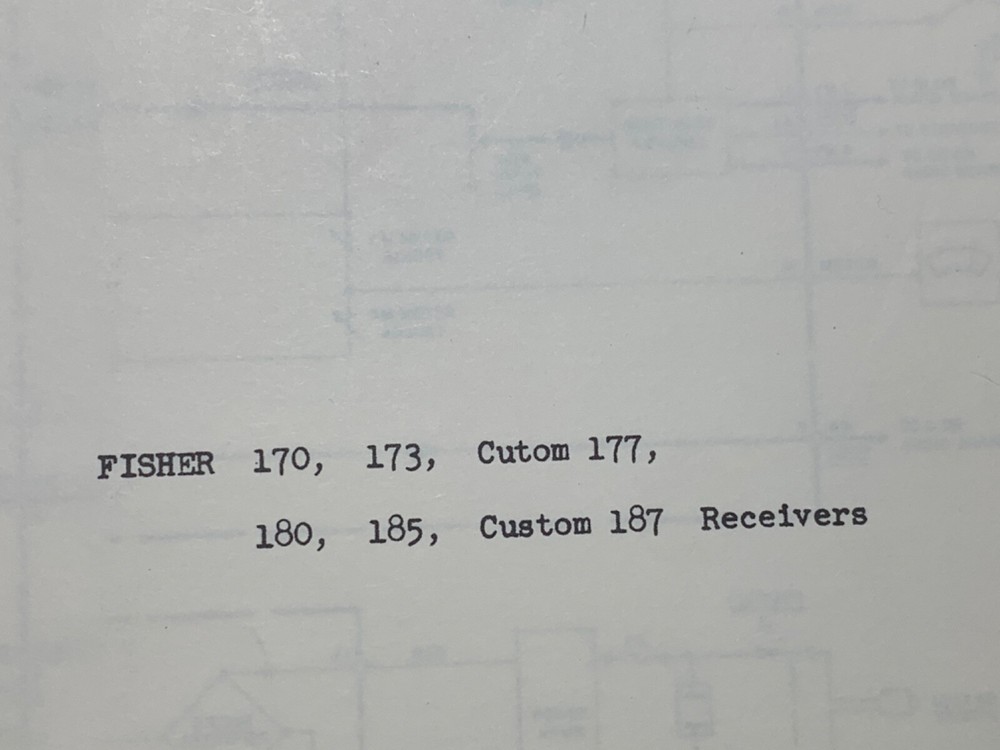 FISHER 170, 173, Cutom 177,
180, 185, Custom 187 Receivers